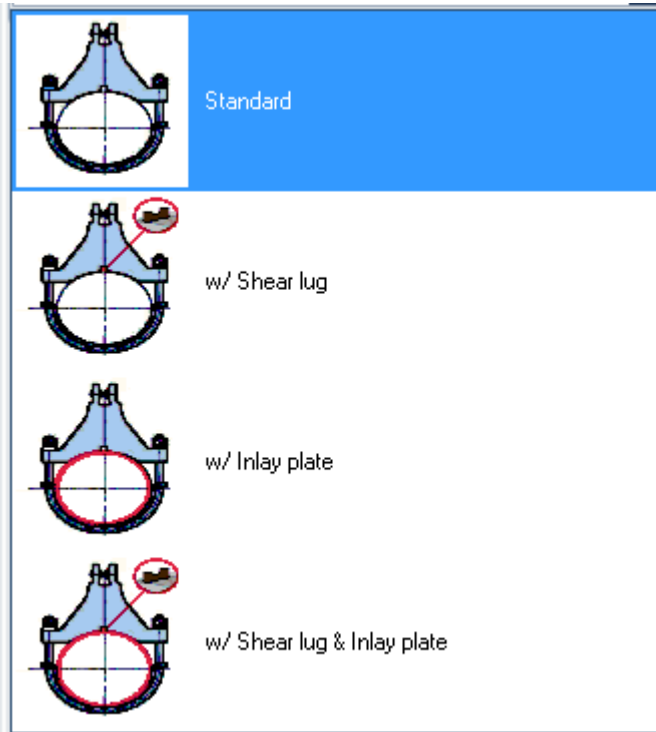 Standard
w/ Shear lug
w/ Inlay plate
w/ Shear lug & Inlay plate